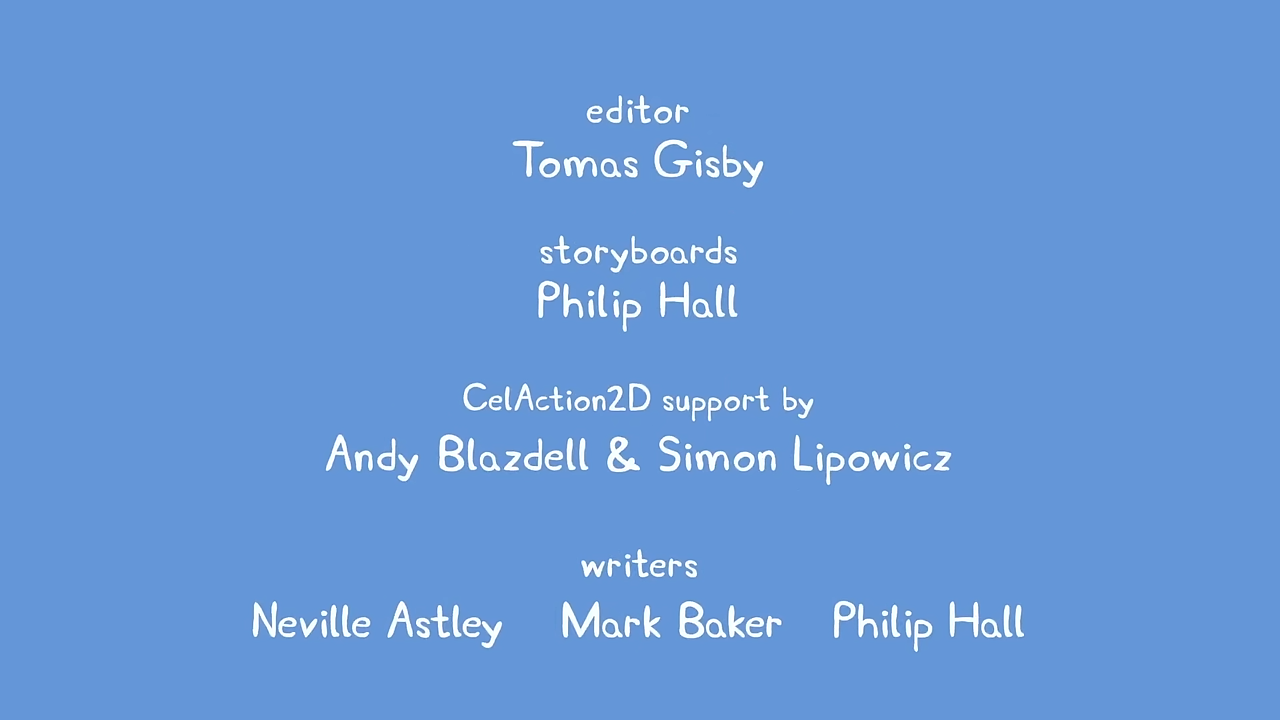 editor
Tomas Gisby
storyboards
Philip Hall
CelAction2D support by
Andy Blazdell & Simon Lipowicz
writers
Neville Astley Mark Baker Philip Hall